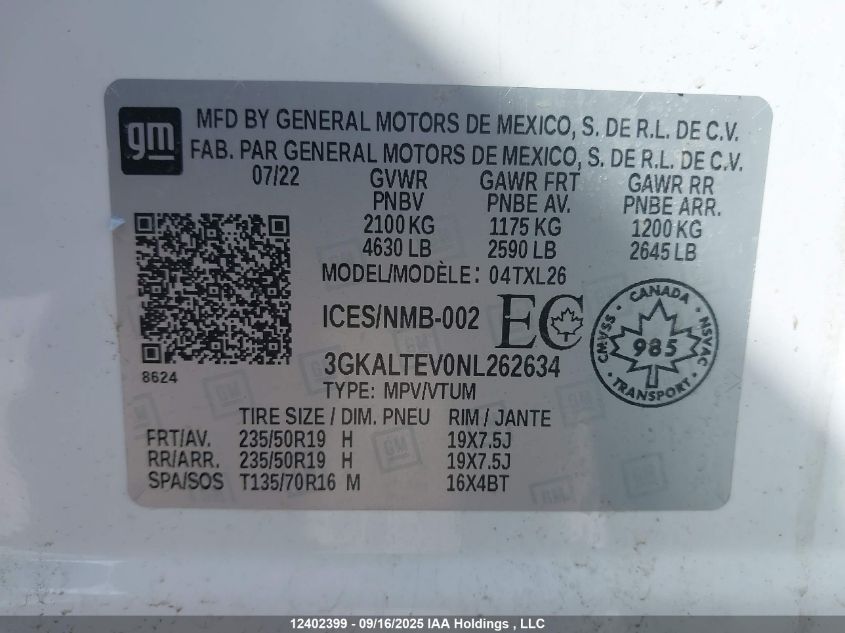 gm
MFD BY GENERAL MOTORS DE MEXICO, S. DE R.L. DE C.V.
FAB. PAR GENERAL MOTORS DE MEXICO, S. DE R.L. DE C.V.
07/22 GVWR GAWR FRT GAWR RR
PNBV PNBE AV. PNBE ARR.
2100 KG 1175 KG 1200 KG
4630 LB 2590 LB 2645 LB
MODEL/MODÈLE: 04TXL26
ICES/NMB-002 EC
CANADA
CMVSS 985 NSVAC
TRANSPORT
3GKALTEV0NL262634
8624
TYPE: MPV/VTUM
TIRE SIZE / DIM. PNEU RIM / JANTE
FRT/AV. 235/50R19 H 19X7.5J
RR/ARR. 235/50R19 H 19X7.5J
SPA/SOS T135/70R16 M 16X4BT
12402399 - 09/16/2025 IAA Holdings , LLC